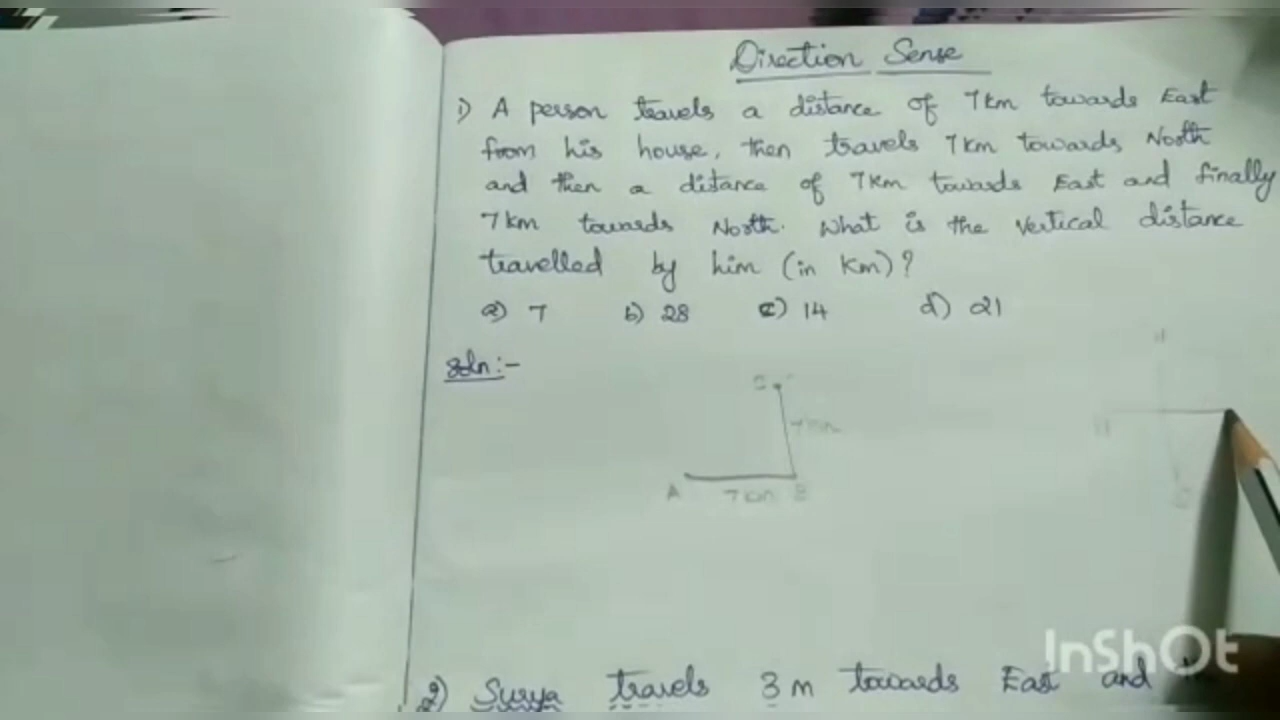 Direction Sense
1) A person travels a distance of 7km towards East
from his house, then travels 7km towards North
and then a distance of 7km towards East and finally
7km towards North. What is the vertical distance
travelled by him (in km)?
a) 7 b) 28 c) 14 d) 21
Soln:-
7km
A 7km B
2) Surya travels 3m towards East and
InShOt